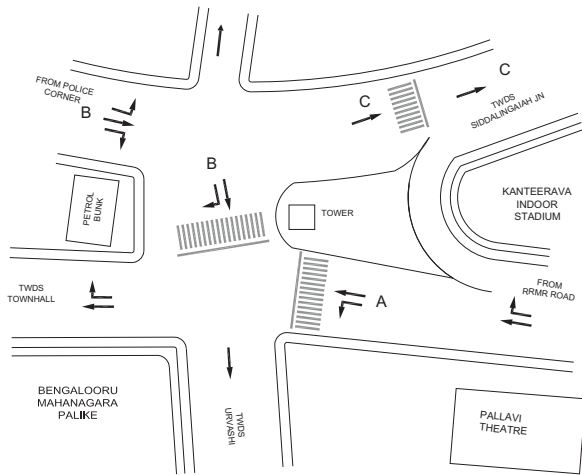 FROM POLICE
CORNER
B
C
C
TWDS
SIDDALINGAIAH JN
B
PETROL
BUNK
TOWER
KANTEERAVA
INDOOR
STADIUM
TWDS
TOWNHALL
A
FROM
RRMR ROAD
BENGALOORU
MAHANAGARA
PALIKE
TWDS
URVASHI
PALLAVI
THEATRE